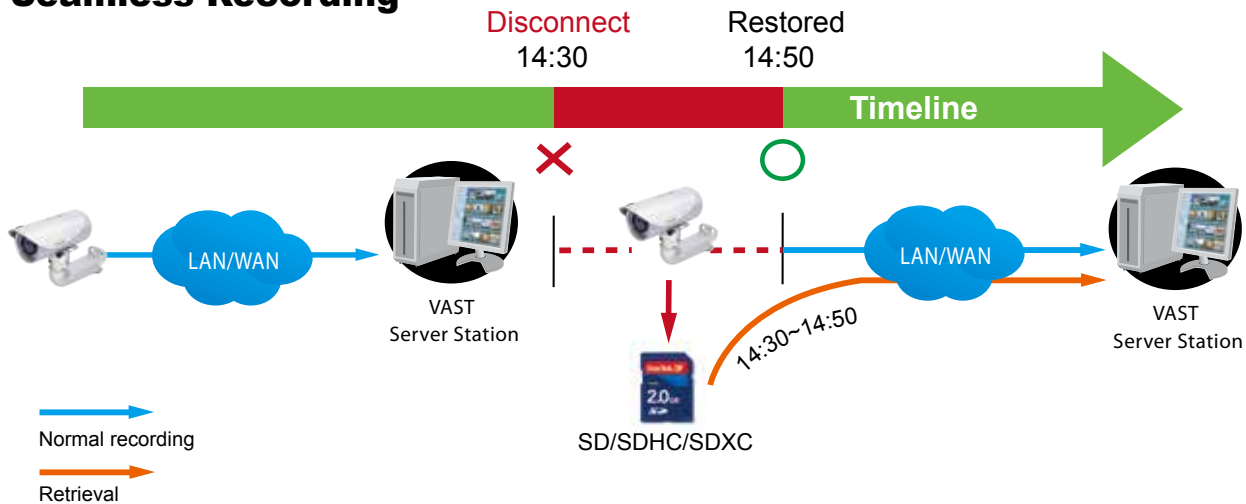 Seamless Recording
Disconnect
14:30
Restored
14:50
Timeline
LAN/WAN
VAST
Server Station
LAN/WAN
VAST
Server Station
14:30~14:50
2.0
SD/SDHC/SDXC
Normal recording
Retrieval